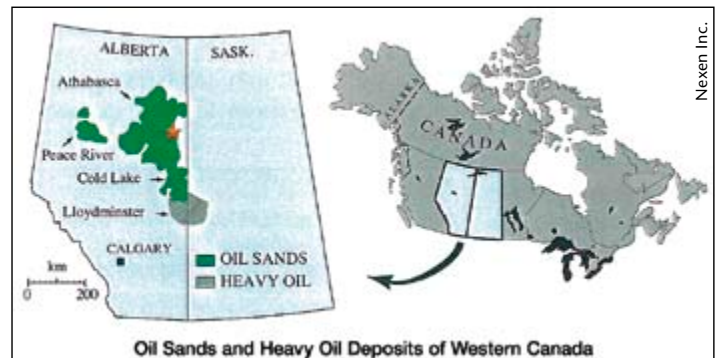 ALBERTA
SASK.
Athabasca
Peace River
Cold Lake
Lloydminster
CALGARY
km
0 200
OIL SANDS
HEAVY OIL
ALASKA
CANADA
Nexen Inc.
Oil Sands and Heavy Oil Deposits of Western Canada